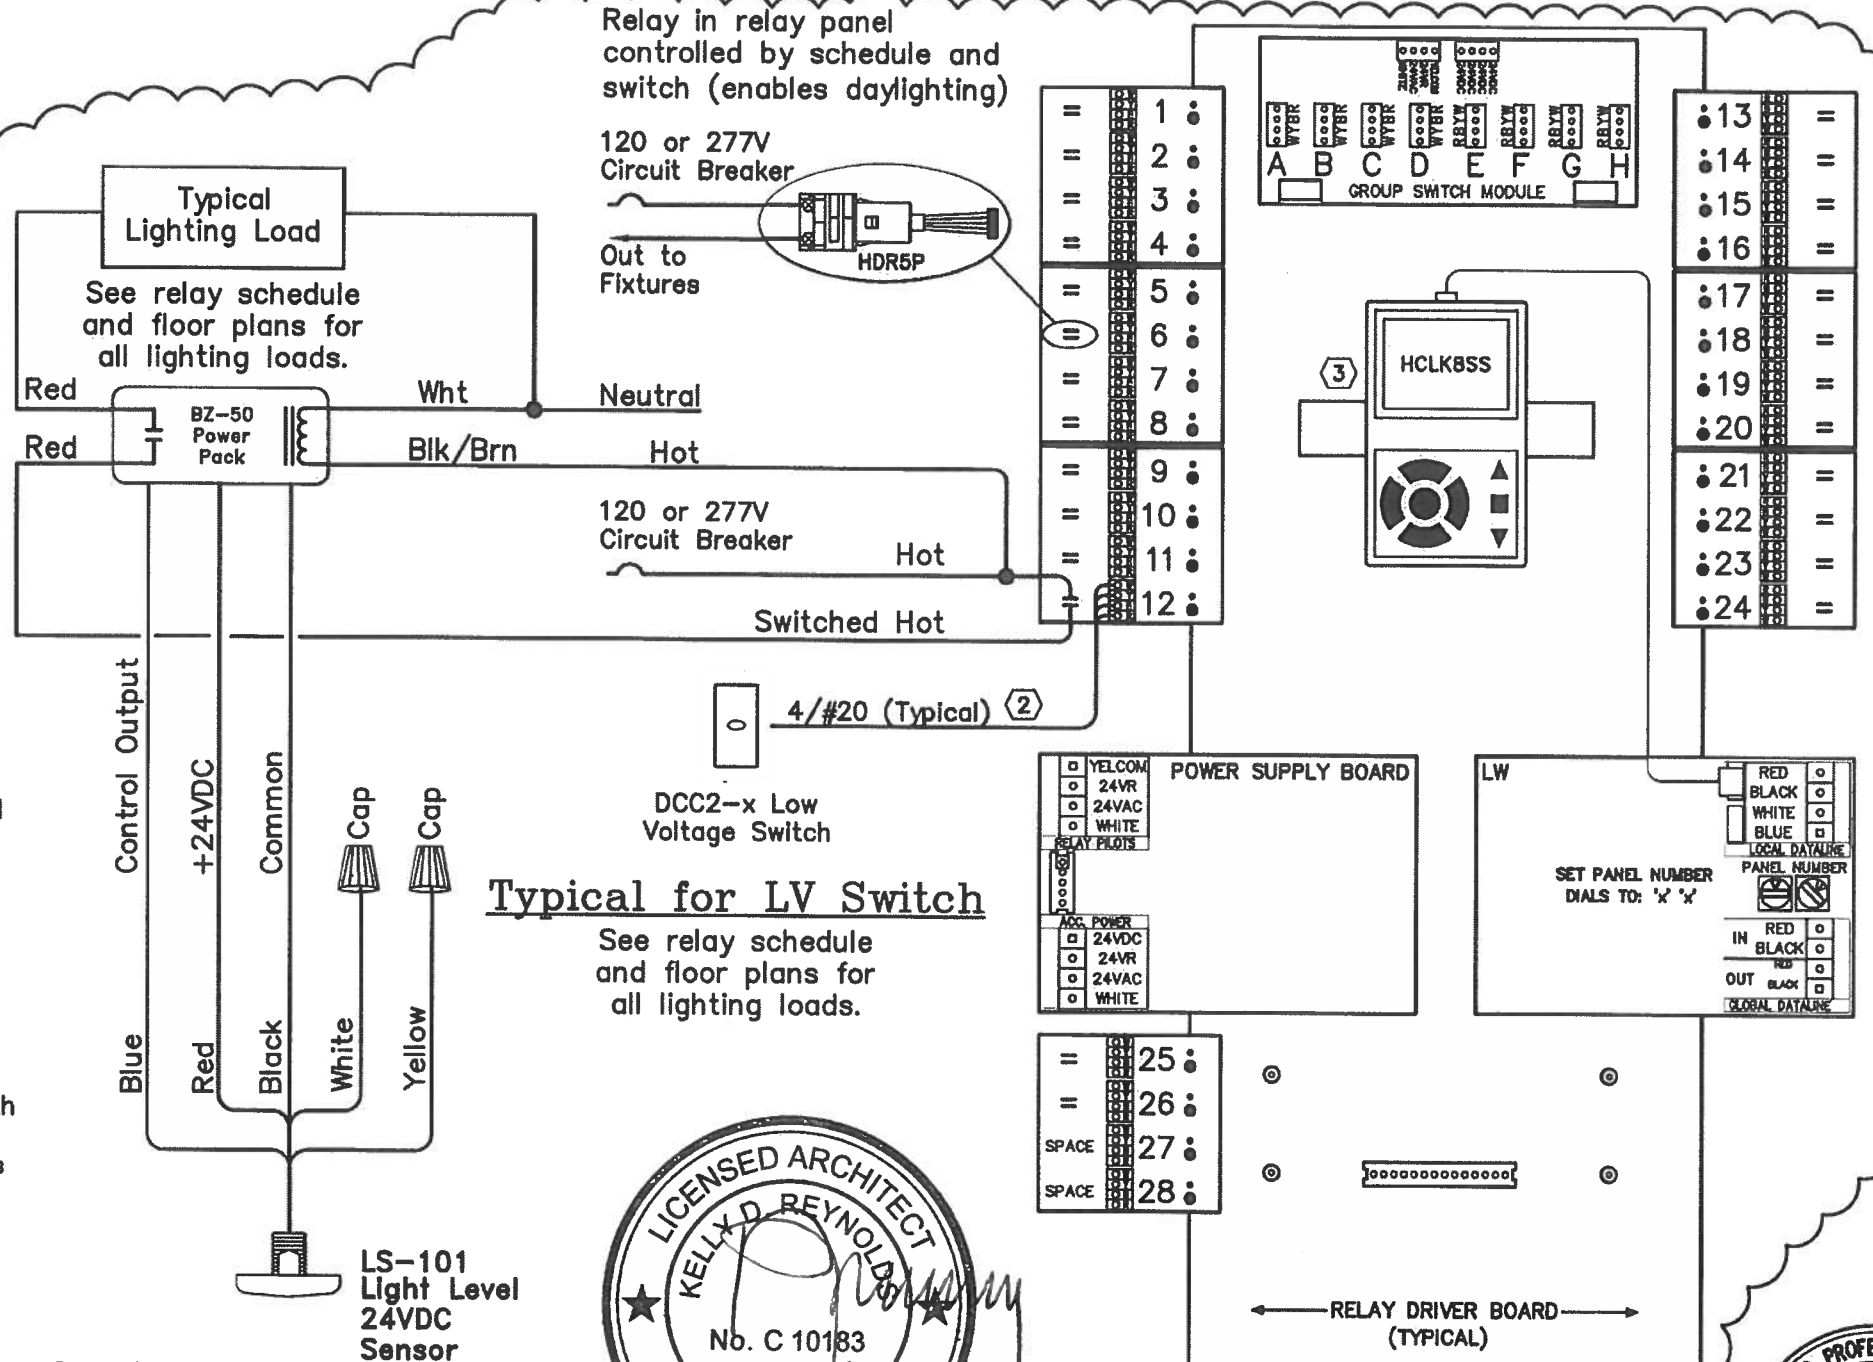 Relay in relay panel
controlled by schedule and
switch (enables daylighting)
120 or 277V
Circuit Breaker
Out to
Fixtures
HDR5P
Typical
Lighting Load
See relay schedule
and floor plans for
all lighting loads.
Red
Red
BZ-50
Power
Pack
Wht
Neutral
Blk/Brn
Hot
120 or 277V
Circuit Breaker
Hot
Switched Hot
4/#20 (Typical)
2
DCC2-x Low
Voltage Switch
Typical for LV Switch
See relay schedule
and floor plans for
all lighting loads.
Control Output
+24VDC
Common
Cap
Cap
Blue
Red
Black
White
Yellow
LS-101
Light Level
24VDC
Sensor
LICENSED ARCHITECT
KELLY D. REYNOLDS
No. C 10183
= 1
= 2
= 3
= 4
= 5
= 6
= 7
= 8
= 9
= 10
= 11
12
WYBR WYBR WYBR WYBR RBYW RBYW RBYW RBYW
A B C D E F G H
GROUP SWITCH MODULE
3
HCLK8SS
13 =
14 =
15 =
16 =
17 =
18 =
19 =
20 =
21 =
22 =
23 =
24 =
POWER SUPPLY BOARD
YELCOM
24VR
24VAC
WHITE
RELAY PILOTS
ACC. POWER
24VDC
24VR
24VAC
WHITE
LW
RED
BLACK
WHITE
BLUE
LOCAL DATALINE
PANEL NUMBER
SET PANEL NUMBER
DIALS TO: 'x' 'x'
IN RED
BLACK
OUT RED
BLACK
GLOBAL DATALINE
= 25
= 26
SPACE 27
SPACE 28
RELAY DRIVER BOARD
(TYPICAL)
PROFE